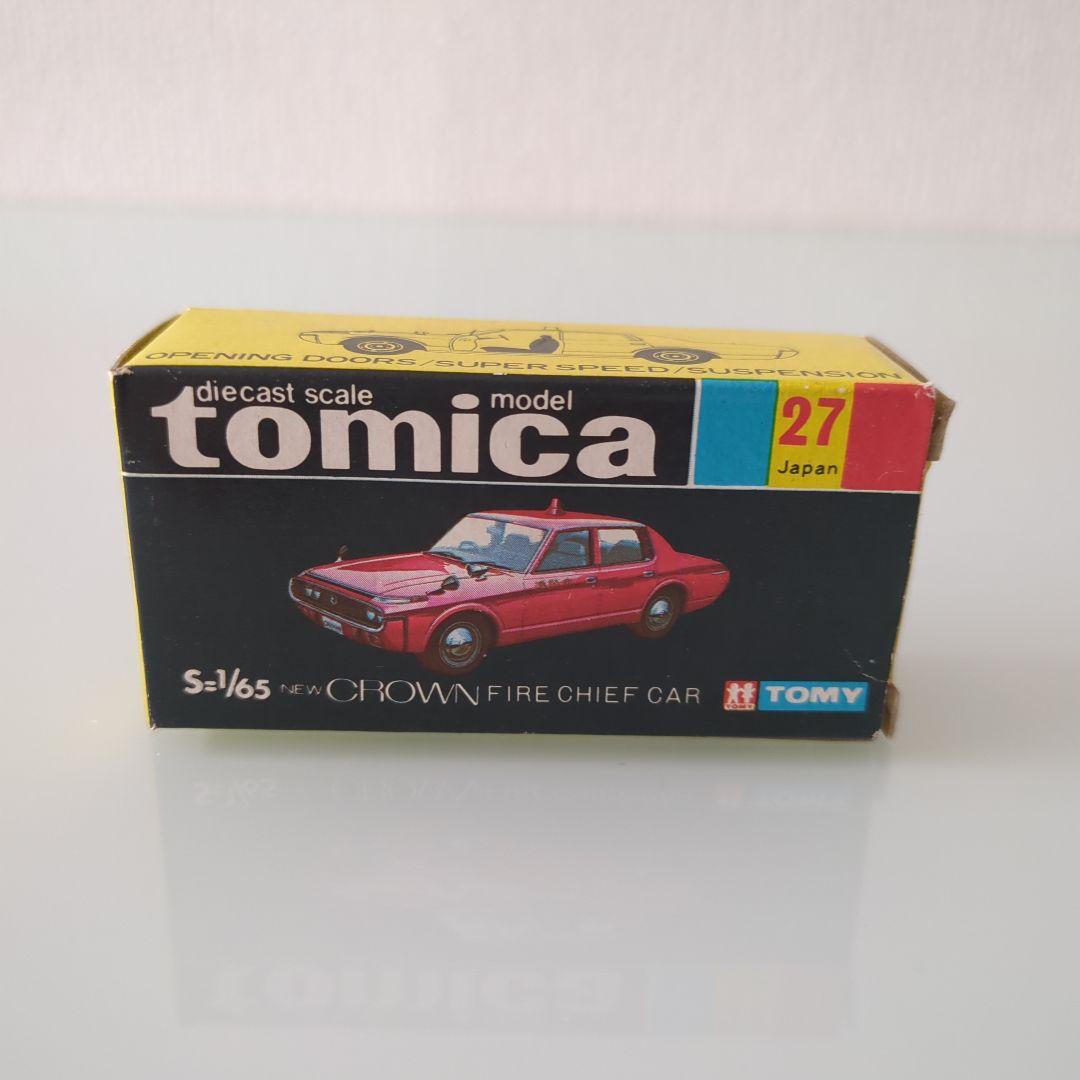 OPENING DOORS/SUPER SPEED/SUSPENSION
diecast scale model
tomica
27
Japan
S=1/65 NEW CROWN FIRE CHIEF CAR TOMY TOMY